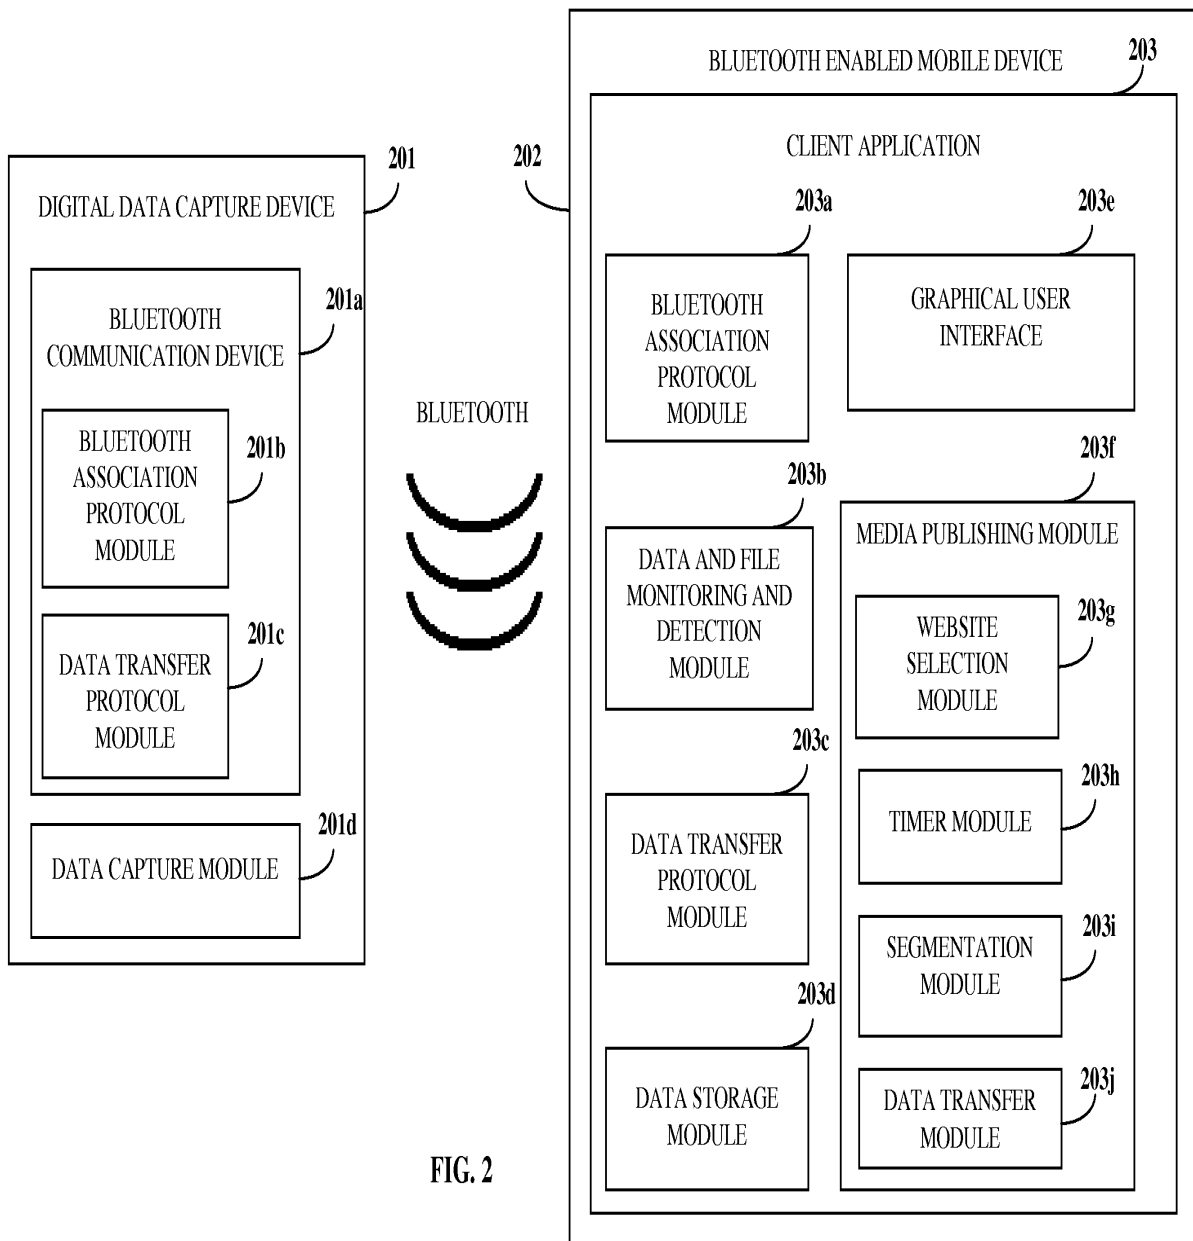 201
DIGITAL DATA CAPTURE DEVICE
201a
BLUETOOTH
COMMUNICATION DEVICE
201b
BLUETOOTH
ASSOCIATION
PROTOCOL
MODULE
201c
DATA TRANSFER
PROTOCOL
MODULE
201d
DATA CAPTURE MODULE
BLUETOOTH
202
BLUETOOTH ENABLED MOBILE DEVICE
203
CLIENT APPLICATION
203a
BLUETOOTH
ASSOCIATION
PROTOCOL
MODULE
203b
DATA AND FILE
MONITORING AND
DETECTION
MODULE
203c
DATA TRANSFER
PROTOCOL
MODULE
203d
DATA STORAGE
MODULE
203e
GRAPHICAL USER
INTERFACE
203f
MEDIA PUBLISHING MODULE
203g
WEBSITE
SELECTION
MODULE
203h
TIMER MODULE
203i
SEGMENTATION
MODULE
203j
DATA TRANSFER
MODULE
FIG. 2